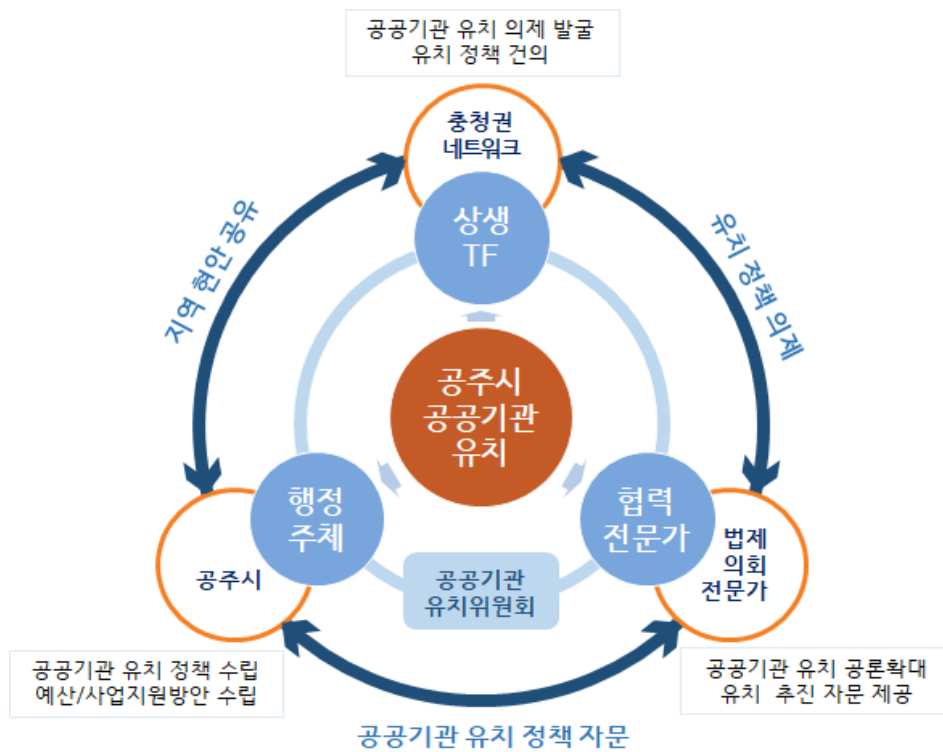 공공기관 유치 의제 발굴
유치 정책 건의
충청권
네트워크
상생
TF
지역 현안 공유
유치 정책 의제
공주시
공공기관
유치
행정
주체
협력
전문가
공주시
법제
의회
전문가
공공기관
유치위원회
공공기관 유치 정책 수립
예산/사업지원방안 수립
공공기관 유치 공론확대
유치 추진 자문 제공
공공기관 유치 정책 자문